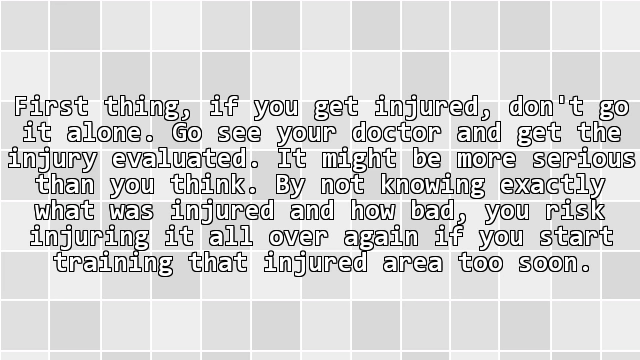 First thing, if you get injured, don't go
it alone. Go see your doctor and get the
injury evaluated. It might be more serious
than you think. By not knowing exactly
what was injured and how bad, you risk
injuring it all over again if you start
training that injured area too soon.